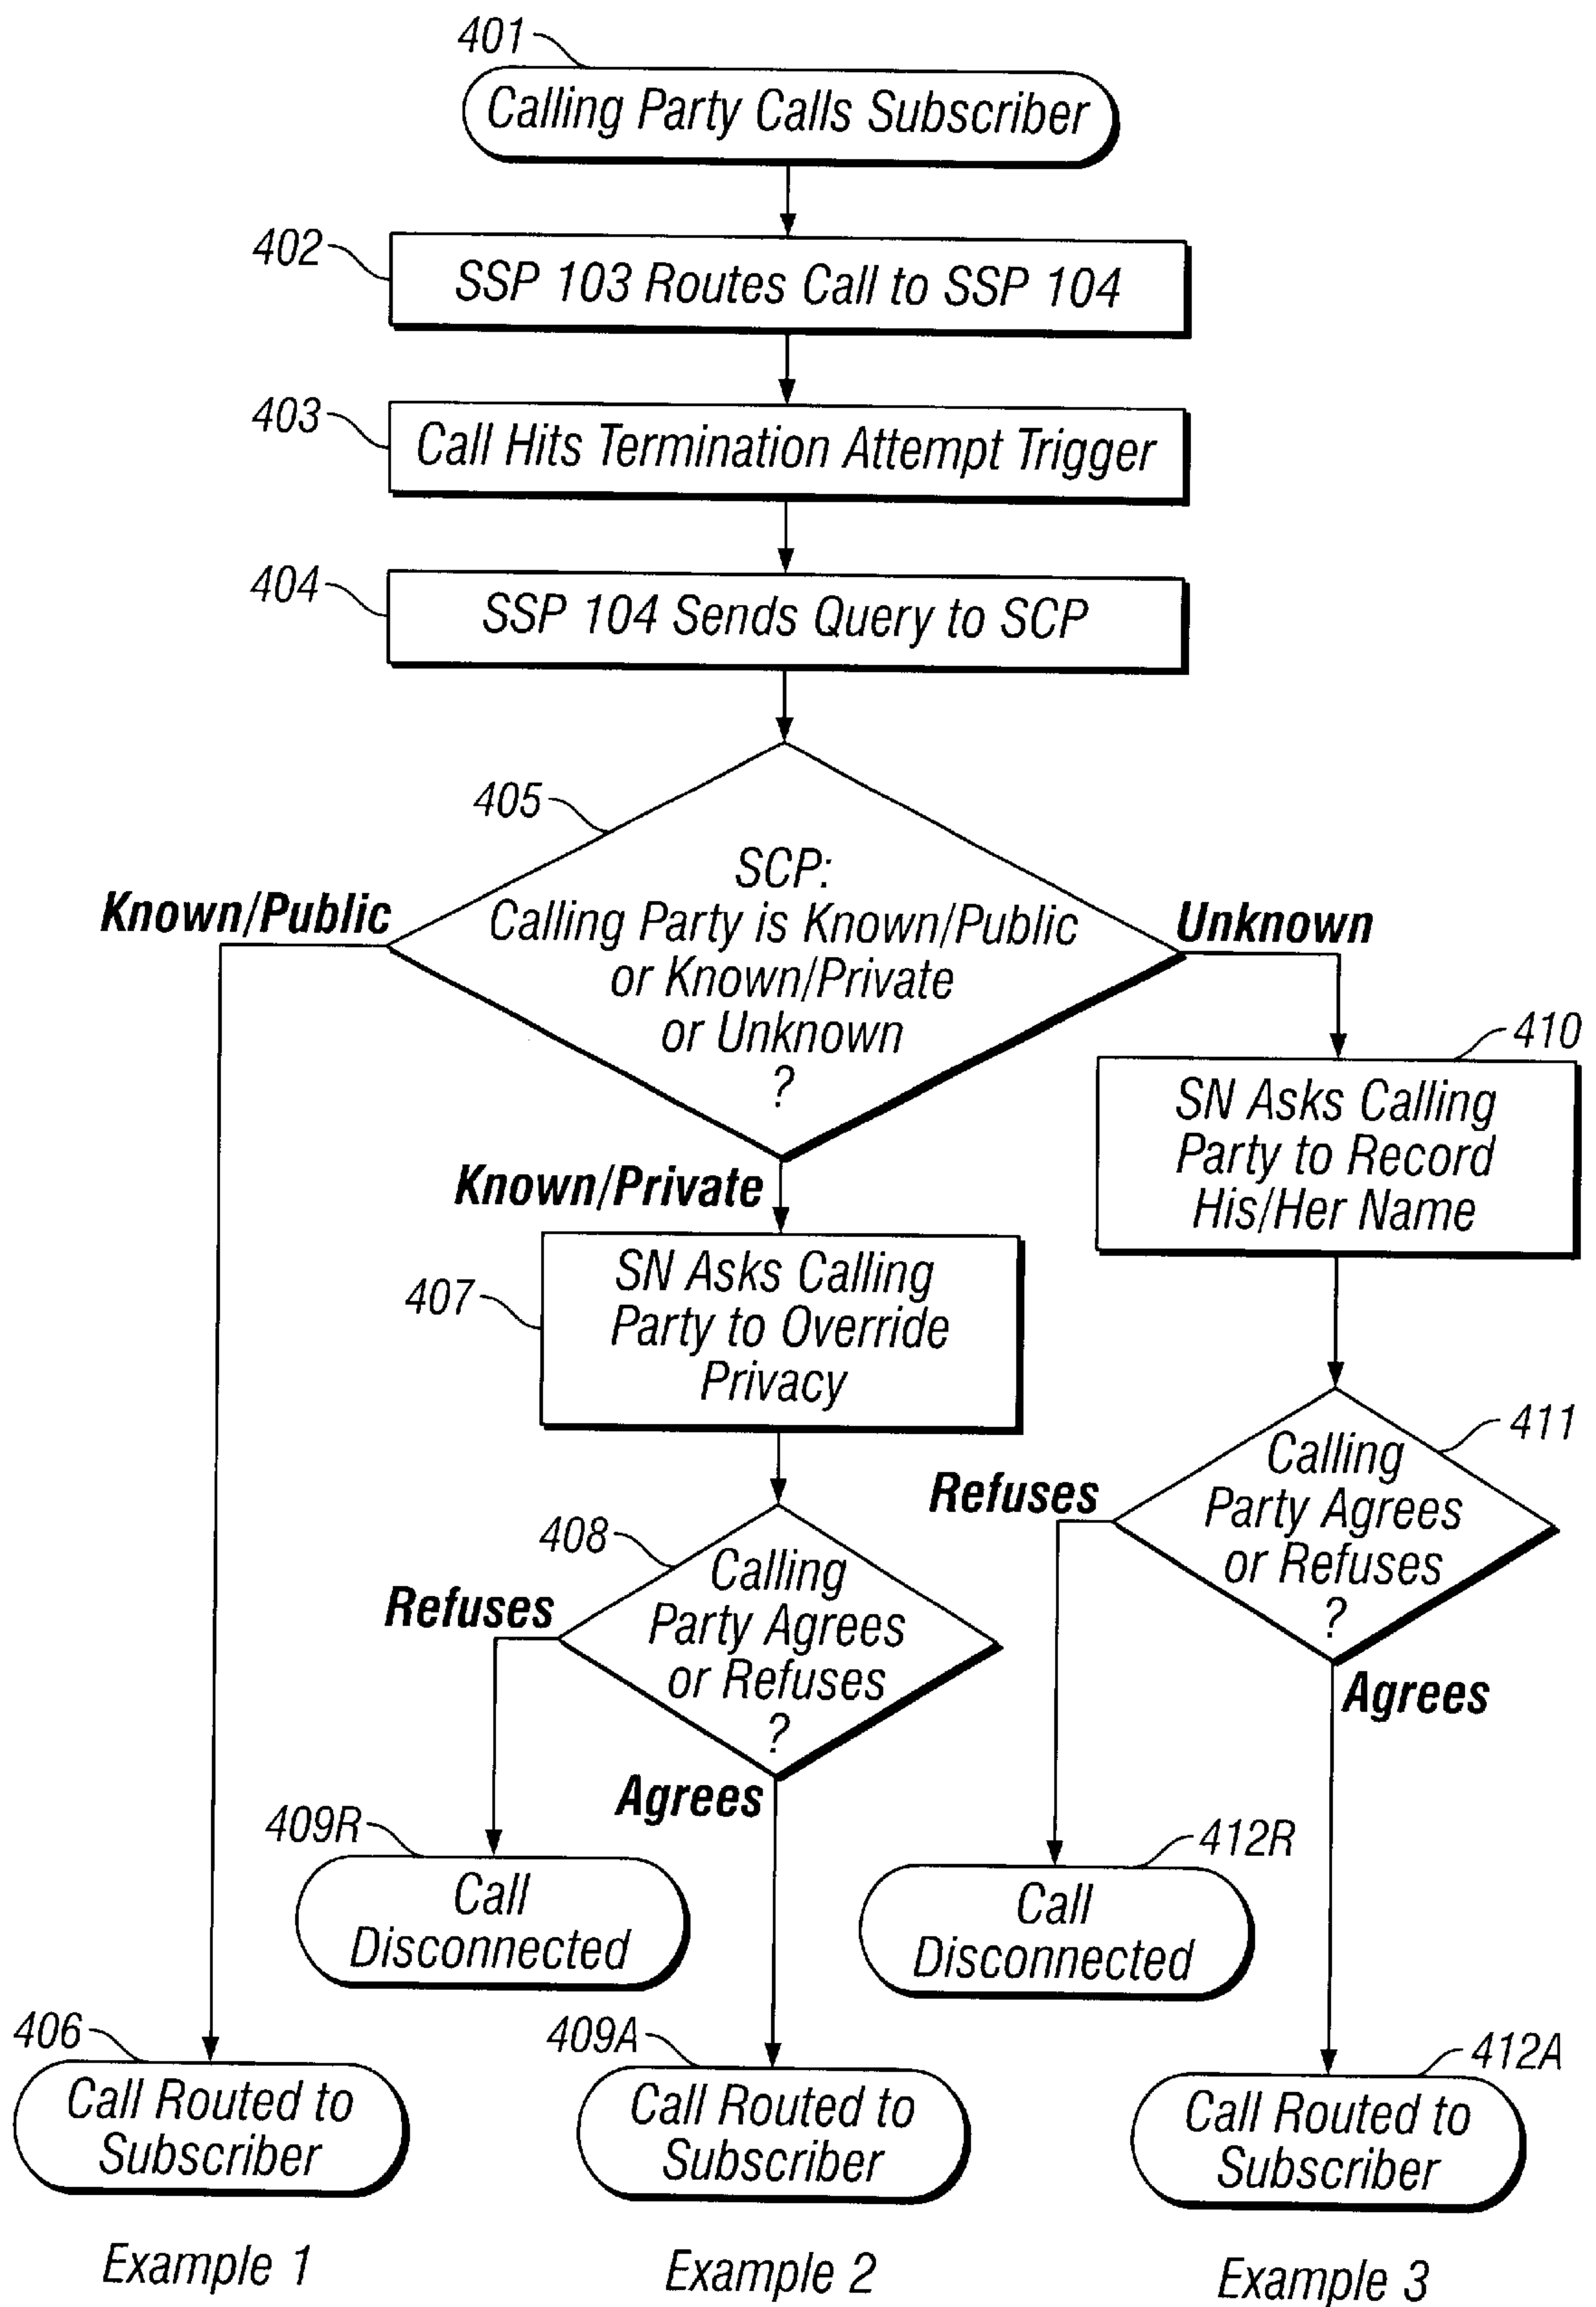 401
Calling Party Calls Subscriber
402
SSP 103 Routes Call to SSP 104
403
Call Hits Termination Attempt Trigger
404
SSP 104 Sends Query to SCP
405
SCP:
Calling Party is Known/Public
or Known/Private
or Unknown
?
Known/Public
Unknown
Known/Private
410
SN Asks Calling
Party to Record
His/Her Name
407
SN Asks Calling
Party to Override
Privacy
411
Calling
Party Agrees
or Refuses
?
Refuses
Agrees
408
Calling
Party Agrees
or Refuses
?
Refuses
Agrees
409R
Call
Disconnected
412R
Call
Disconnected
406
Call Routed to
Subscriber
409A
Call Routed to
Subscriber
412A
Call Routed to
Subscriber
Example 1
Example 2
Example 3